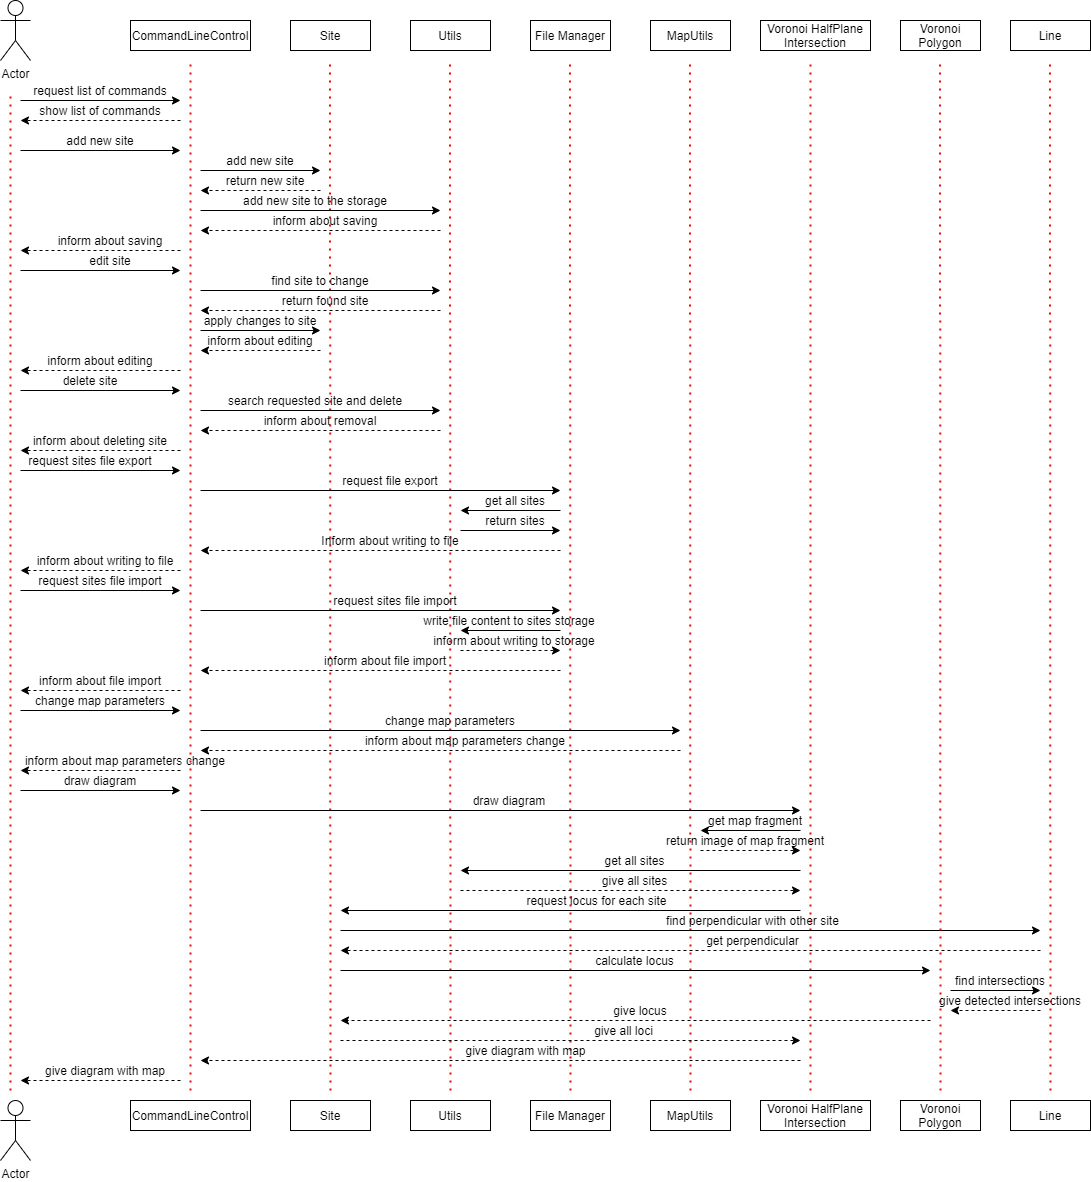 Actor
CommandLineControl
Site
Utils
File Manager
MapUtils
Voronoi HalfPlane
Intersection
Voronoi
Polygon
Line
request list of commands
show list of commands
add new site
add new site
return new site
add new site to the storage
inform about saving
inform about saving
edit site
find site to change
return found site
apply changes to site
inform about editing
inform about editing
delete site
search requested site and delete
inform about removal
inform about deleting site
request sites file export
request file export
get all sites
return sites
Inform about writing to file
inform about writing to file
request sites file import
request sites file import
write file content to sites storage
inform about writing to storage
inform about file import
inform about file import
change map parameters
change map parameters
inform about map parameters change
inform about map parameters change
draw diagram
draw diagram
get map fragment
return image of map fragment
get all sites
give all sites
request locus for each site
find perpendicular with other site
get perpendicular
calculate locus
find intersections
give detected intersections
give locus
give all loci
give diagram with map
give diagram with map
CommandLineControl
Site
Utils
File Manager
MapUtils
Voronoi HalfPlane
Intersection
Voronoi
Polygon
Line
Actor